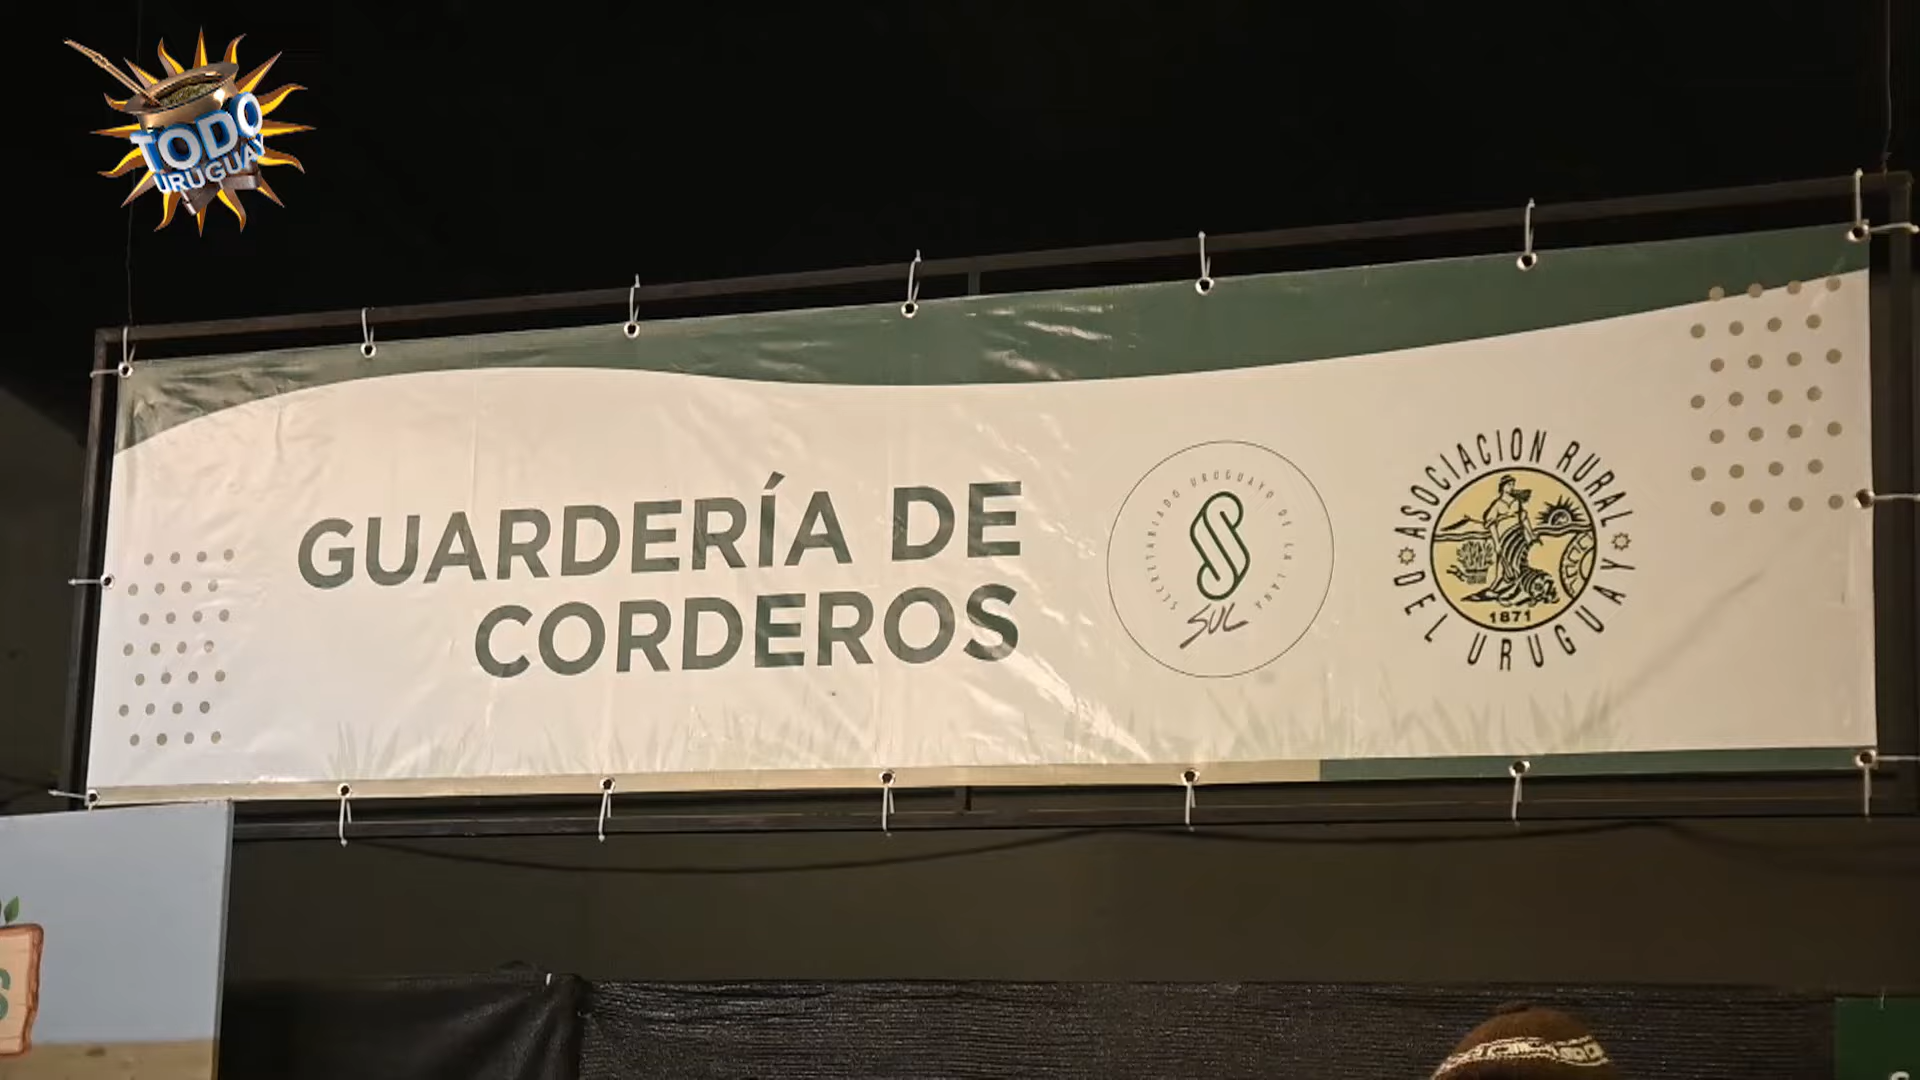 TODO
URUGUAY
GUARDERÍA DE
CORDEROS
SECRETARIADO URUGUAYO DE LA LANA
SUL
ASOCIACION RURAL
DEL URUGUAY
1871
S